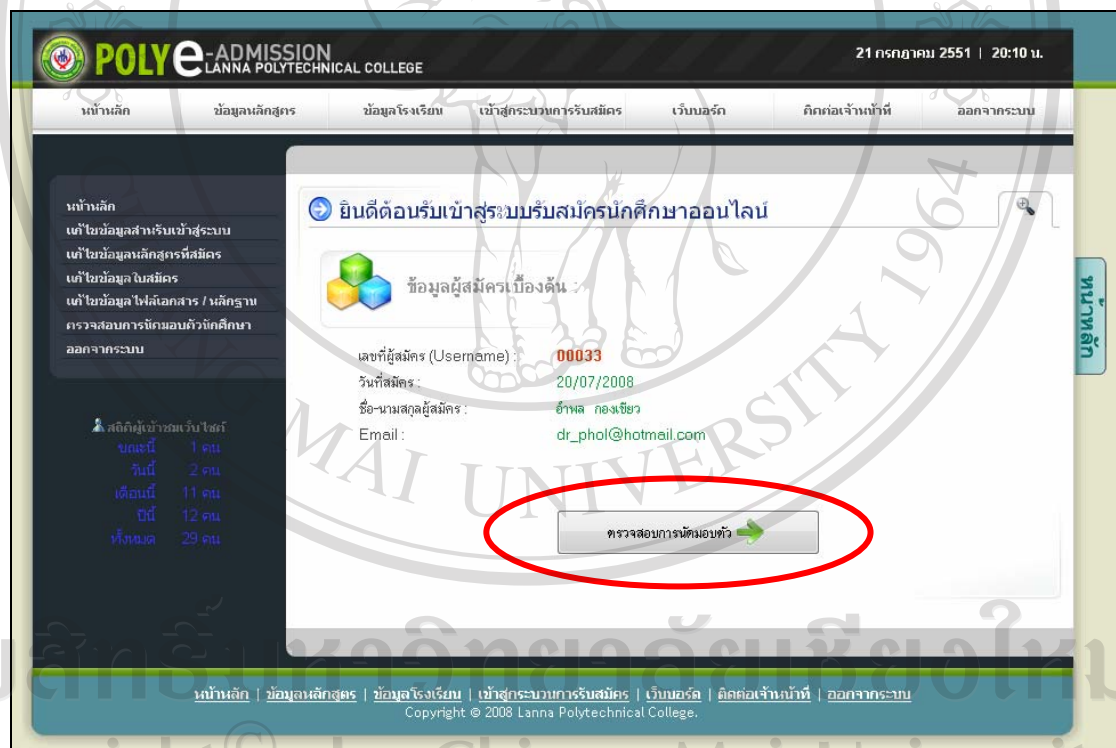 POLY e-ADMISSION
LANNA POLYTECHNICAL COLLEGE
21 กรกฎาคม 2551 | 20:10 น.
หน้าหลัก ข้อมูลหลักสูตร ข้อมูลโรงเรียน เข้าสู่กระบวนการรับสมัคร เว็บบอร์ด ติดต่อเจ้าหน้าที่ ออกจากระบบ
หน้าหลัก
แก้ไขข้อมูลสำหรับเข้าสู่ระบบ
แก้ไขข้อมูลหลักสูตรที่สมัคร
แก้ไขข้อมูลใบสมัคร
แก้ไขข้อมูลไฟล์เอกสาร / หลักฐาน
ตรวจสอบการนัดมอบตัวนักศึกษา
ออกจากระบบ
สถิติผู้เข้าชมเว็บไซต์
ขณะนี้ 1 คน
วันนี้ 2 คน
เดือนนี้ 11 คน
ปีนี้ 12 คน
ทั้งหมด 29 คน
ยินดีต้อนรับเข้าสู่ระบบรับสมัครนักศึกษาออนไลน์
ข้อมูลผู้สมัครเบื้องต้น :
เลขที่ผู้สมัคร (Username) : 00033
วันที่สมัคร : 20/07/2008
ชื่อ-นามสกุลผู้สมัคร : อำพล กองเขียว
Email : dr_phol@hotmail.com
ตรวจสอบการนัดมอบตัว
หน้าหลัก
MAI UNIVERSITY 1964
หน้าหลัก | ข้อมูลหลักสูตร | ข้อมูลโรงเรียน | เข้าสู่กระบวนการรับสมัคร | เว็บบอร์ด | ติดต่อเจ้าหน้าที่ | ออกจากระบบ
Copyright © 2008 Lanna Polytechnical College.